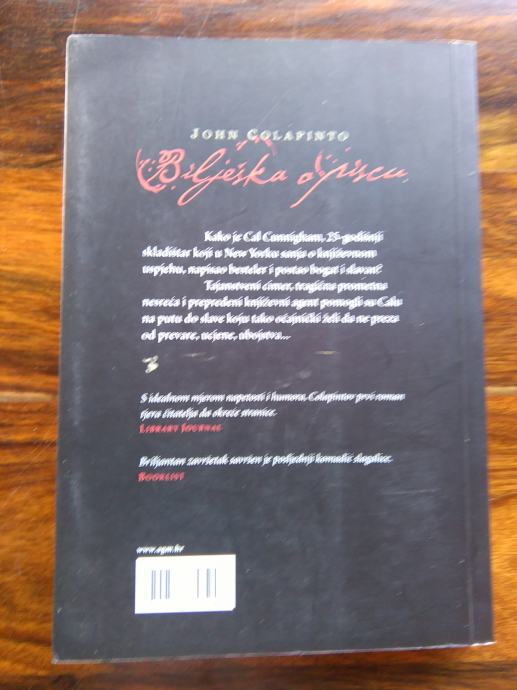 JOHN COLAPINTO
Bilješka o piscu
Kako je Cal Cunnigham, 25-godišnji
skladištar koji u New Yorku sanja o književnom
uspjehu, napisao besteler i postao bogat i slavan?
Tajanstveni cimer, tragična prometna
nesreća i prepredeni književni agent pomogli su Calu
na putu do slave koju tako očajnički želi da ne preza
od prevare, ucjene, ubojstva...
S idealnom mjerom napetosti i humora, Colapintov prvi roman
tjera čitatelja da okreće stranice.
LIBRARY JOURNAL
Briljantan završetak savršen je posljednji komadić slagalice.
BOOKLIST
www.agm.hr